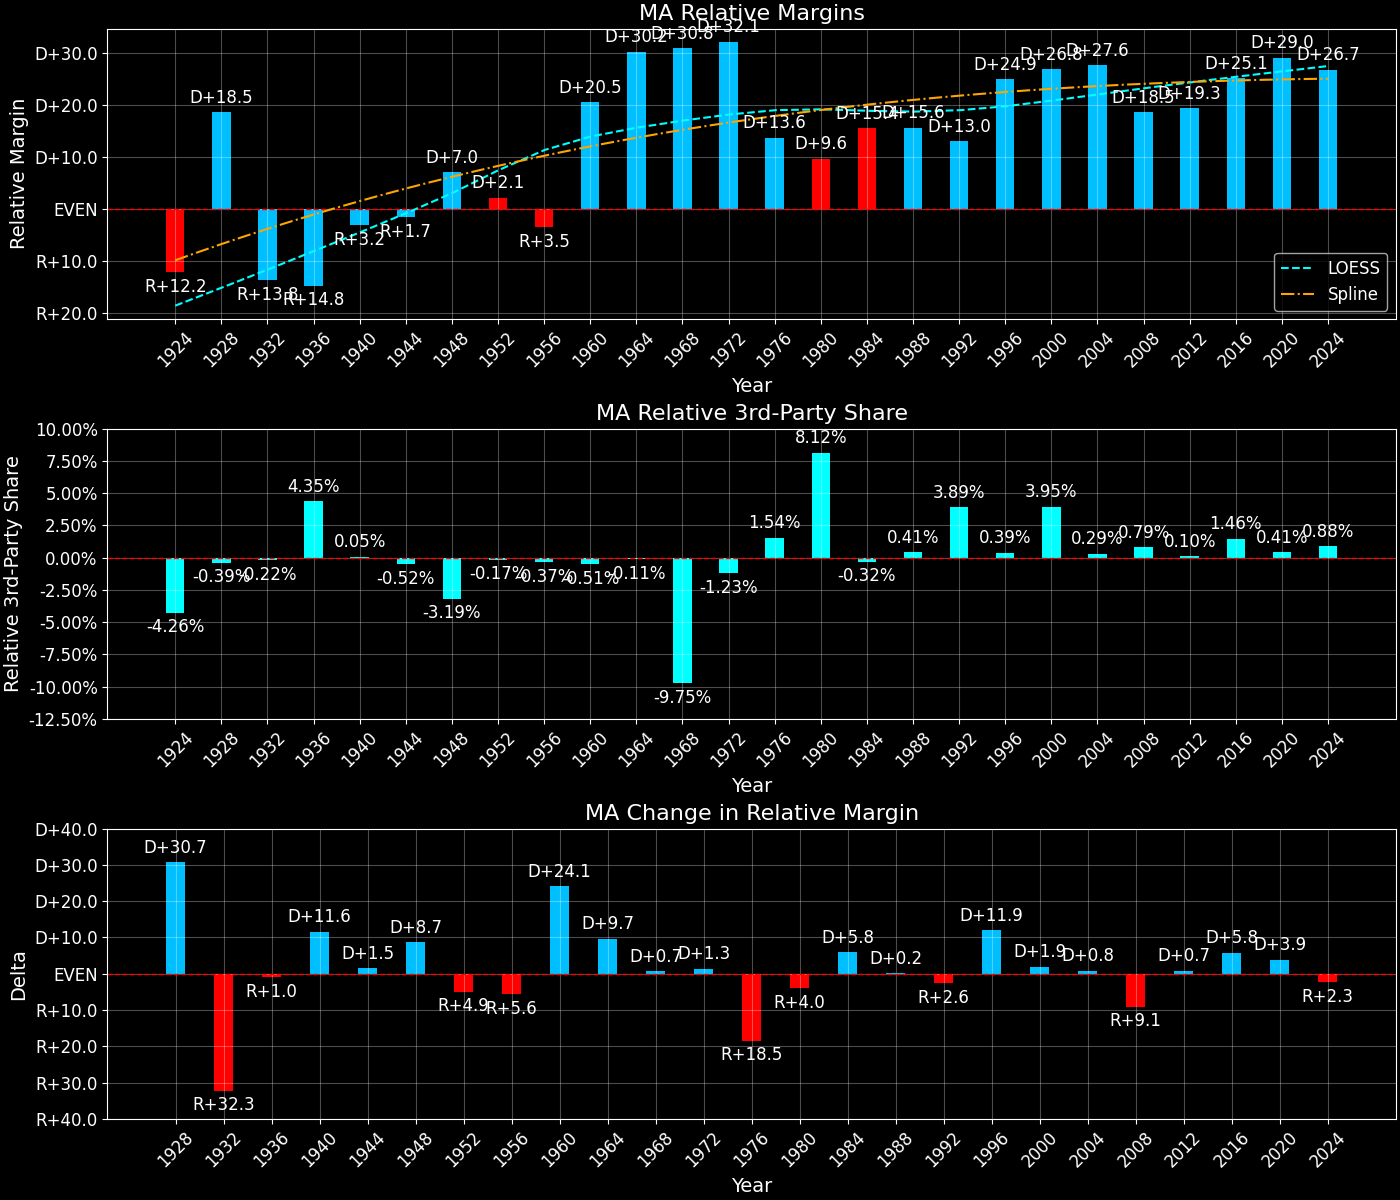 MA Relative Margins
Relative Margin
D+30.0
D+20.0
D+10.0
EVEN
R+10.0
R+20.0
R+12.2
D+18.5
R+13.8
R+14.8
R+3.2
R+1.7
D+7.0
D+2.1
R+3.5
D+20.5
D+30.2
D+30.8
D+32.1
D+13.6
D+9.6
D+15.4
D+15.6
D+13.0
D+24.9
D+26.8
D+27.6
D+18.5
D+19.3
D+25.1
D+29.0
D+26.7
LOESS
Spline
1924 1928 1932 1936 1940 1944 1948 1952 1956 1960 1964 1968 1972 1976 1980 1984 1988 1992 1996 2000 2004 2008 2012 2016 2020 2024
Year
MA Relative 3rd-Party Share
Relative 3rd-Party Share
10.00%
7.50%
5.00%
2.50%
0.00%
-2.50%
-5.00%
-7.50%
-10.00%
-12.50%
-4.26%
-0.39%
-0.22%
4.35%
0.05%
-0.52%
-3.19%
-0.17%
-0.37%
-0.51%
-0.11%
-9.75%
-1.23%
1.54%
8.12%
-0.32%
0.41%
3.89%
0.39%
3.95%
0.29%
0.79%
0.10%
1.46%
0.41%
0.88%
1924 1928 1932 1936 1940 1944 1948 1952 1956 1960 1964 1968 1972 1976 1980 1984 1988 1992 1996 2000 2004 2008 2012 2016 2020 2024
Year
MA Change in Relative Margin
Delta
D+40.0
D+30.0
D+20.0
D+10.0
EVEN
R+10.0
R+20.0
R+30.0
R+40.0
D+30.7
R+32.3
R+1.0
D+11.6
D+1.5
D+8.7
R+4.9
R+5.6
D+24.1
D+9.7
D+0.7
D+1.3
R+18.5
R+4.0
D+5.8
D+0.2
R+2.6
D+11.9
D+1.9
D+0.8
R+9.1
D+0.7
D+5.8
D+3.9
R+2.3
1928 1932 1936 1940 1944 1948 1952 1956 1960 1964 1968 1972 1976 1980 1984 1988 1992 1996 2000 2004 2008 2012 2016 2020 2024
Year